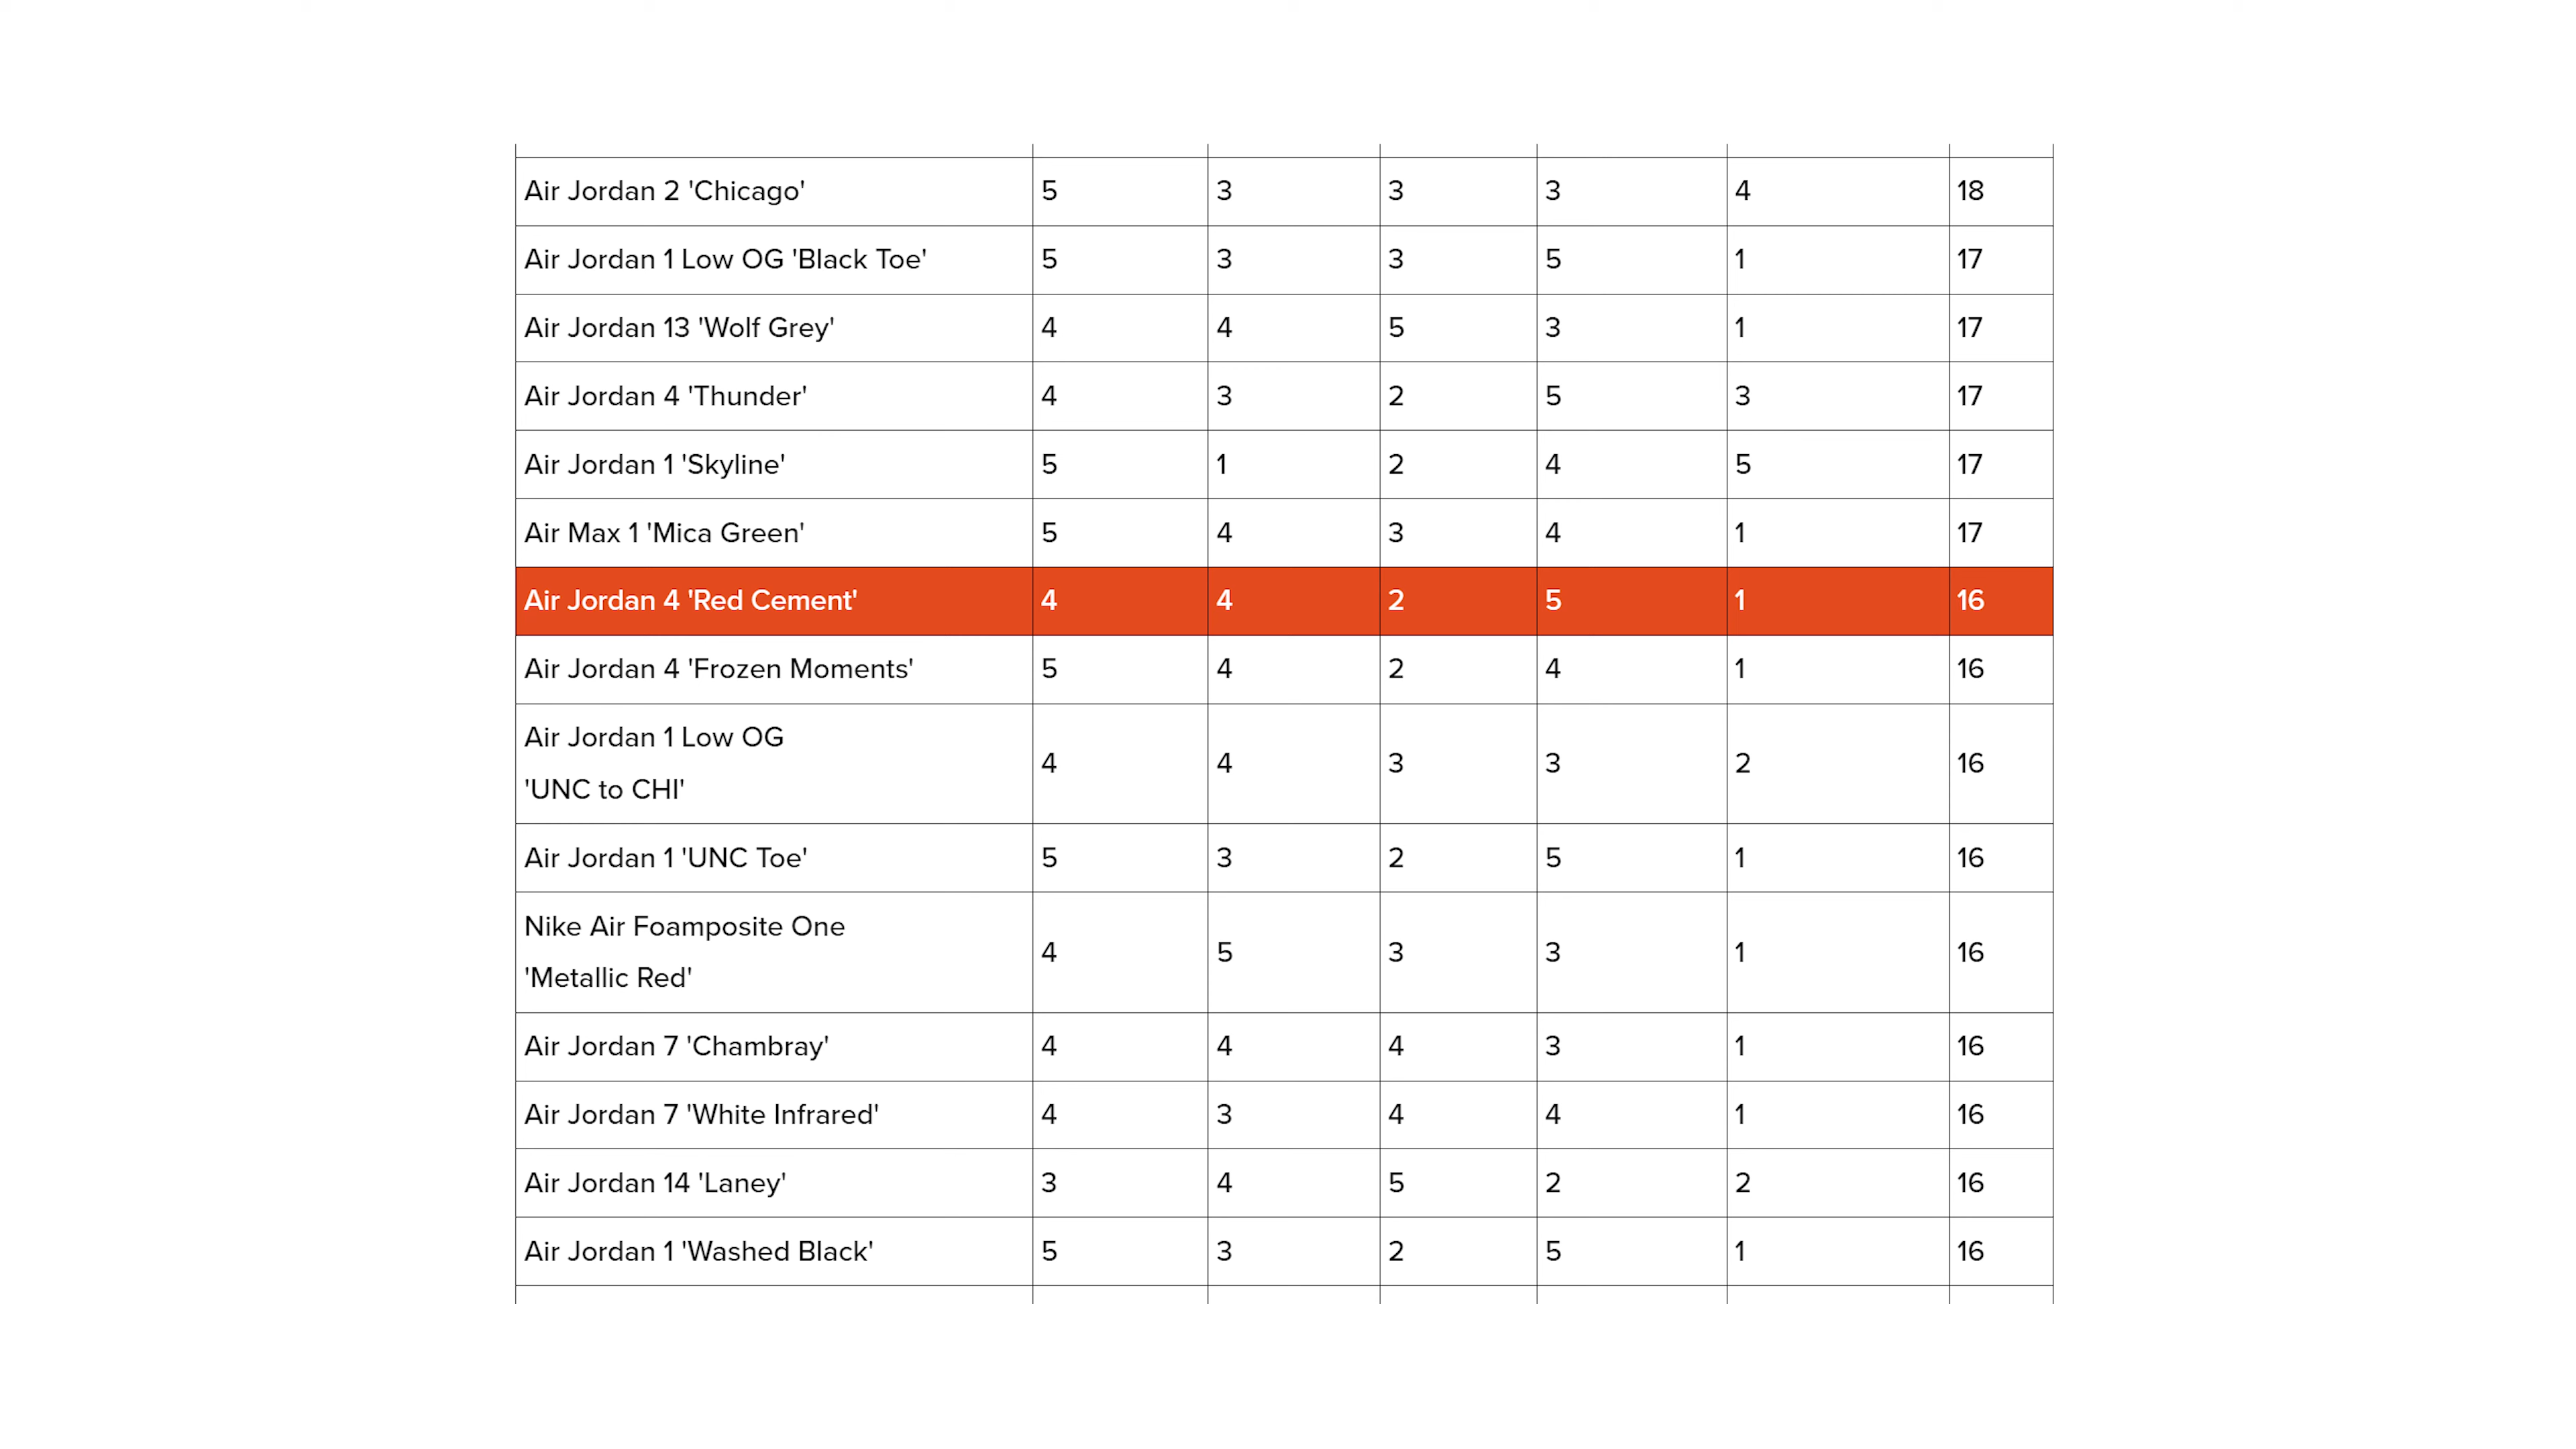 Air Jordan 2 'Chicago' 5 3 3 3 4 18
Air Jordan 1 Low OG 'Black Toe' 5 3 3 5 1 17
Air Jordan 13 'Wolf Grey' 4 4 5 3 1 17
Air Jordan 4 'Thunder' 4 3 2 5 3 17
Air Jordan 1 'Skyline' 5 1 2 4 5 17
Air Max 1 'Mica Green' 5 4 3 4 1 17
Air Jordan 4 'Red Cement' 4 4 2 5 1 16
Air Jordan 4 'Frozen Moments' 5 4 2 4 1 16
Air Jordan 1 Low OG
'UNC to CHI' 4 4 3 3 2 16
Air Jordan 1 'UNC Toe' 5 3 2 5 1 16
Nike Air Foamposite One
'Metallic Red' 4 5 3 3 1 16
Air Jordan 7 'Chambray' 4 4 4 3 1 16
Air Jordan 7 'White Infrared' 4 3 4 4 1 16
Air Jordan 14 'Laney' 3 4 5 2 2 16
Air Jordan 1 'Washed Black' 5 3 2 5 1 16